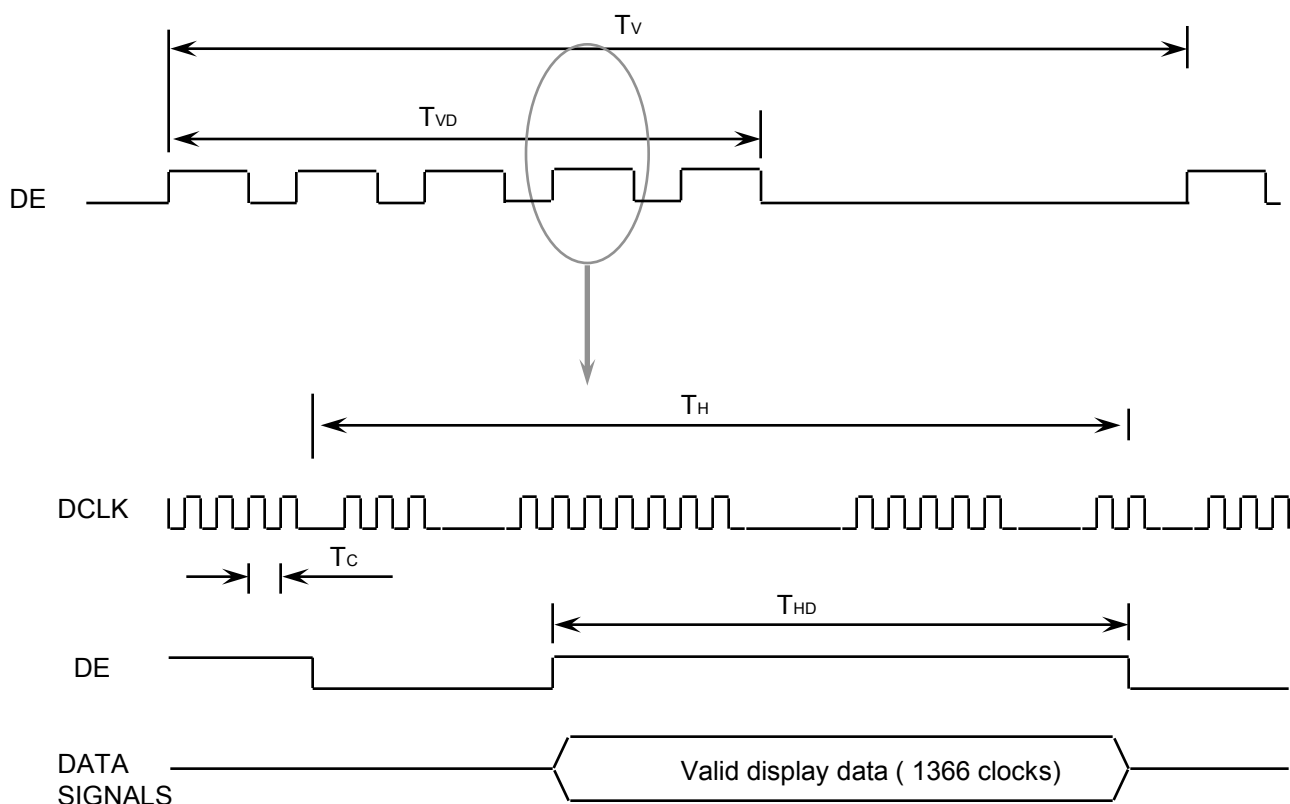 TV
TVD
DE
TH
DCLK
TC
THD
DE
DATA
SIGNALS
Valid display data ( 1366 clocks)